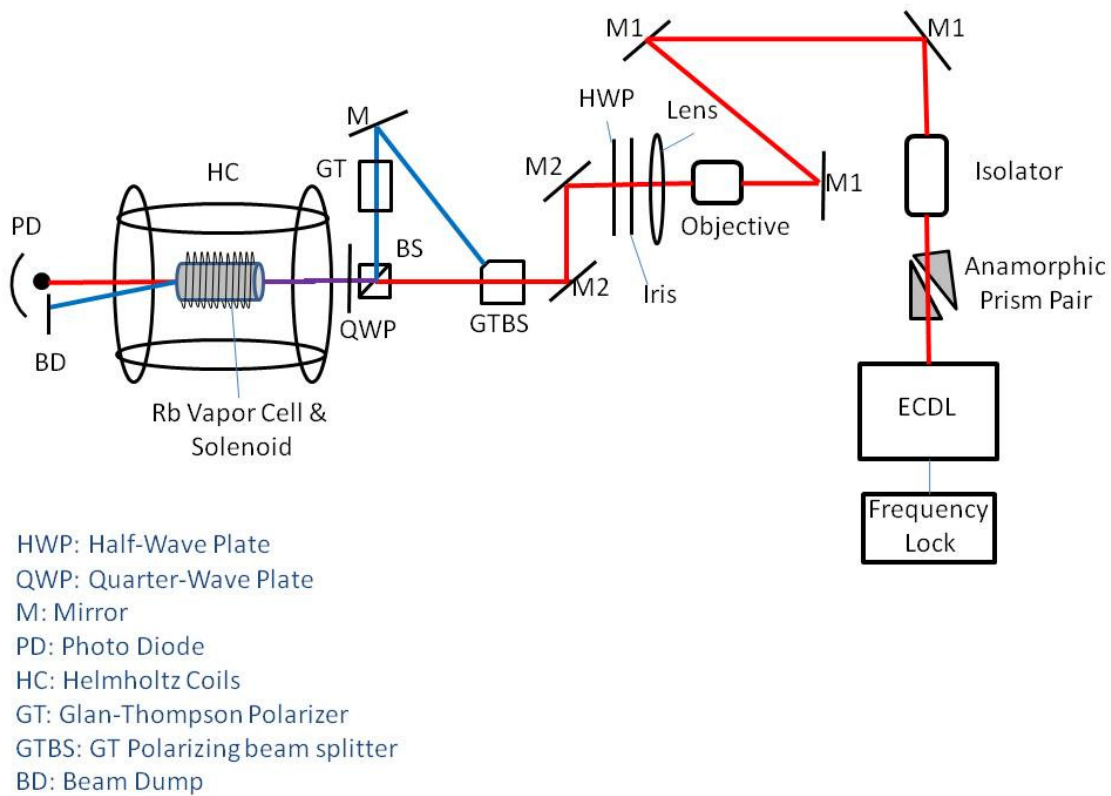 M1
M1
HWP
Lens
M
M2
HC
GT
Isolator
M1
PD
Objective
BS
Anamorphic
Prism Pair
M2
Iris
QWP
GTBS
BD
ECDL
Rb Vapor Cell &
Solenoid
Frequency
Lock
HWP: Half-Wave Plate
QWP: Quarter-Wave Plate
M: Mirror
PD: Photo Diode
HC: Helmholtz Coils
GT: Glan-Thompson Polarizer
GTBS: GT Polarizing beam splitter
BD: Beam Dump